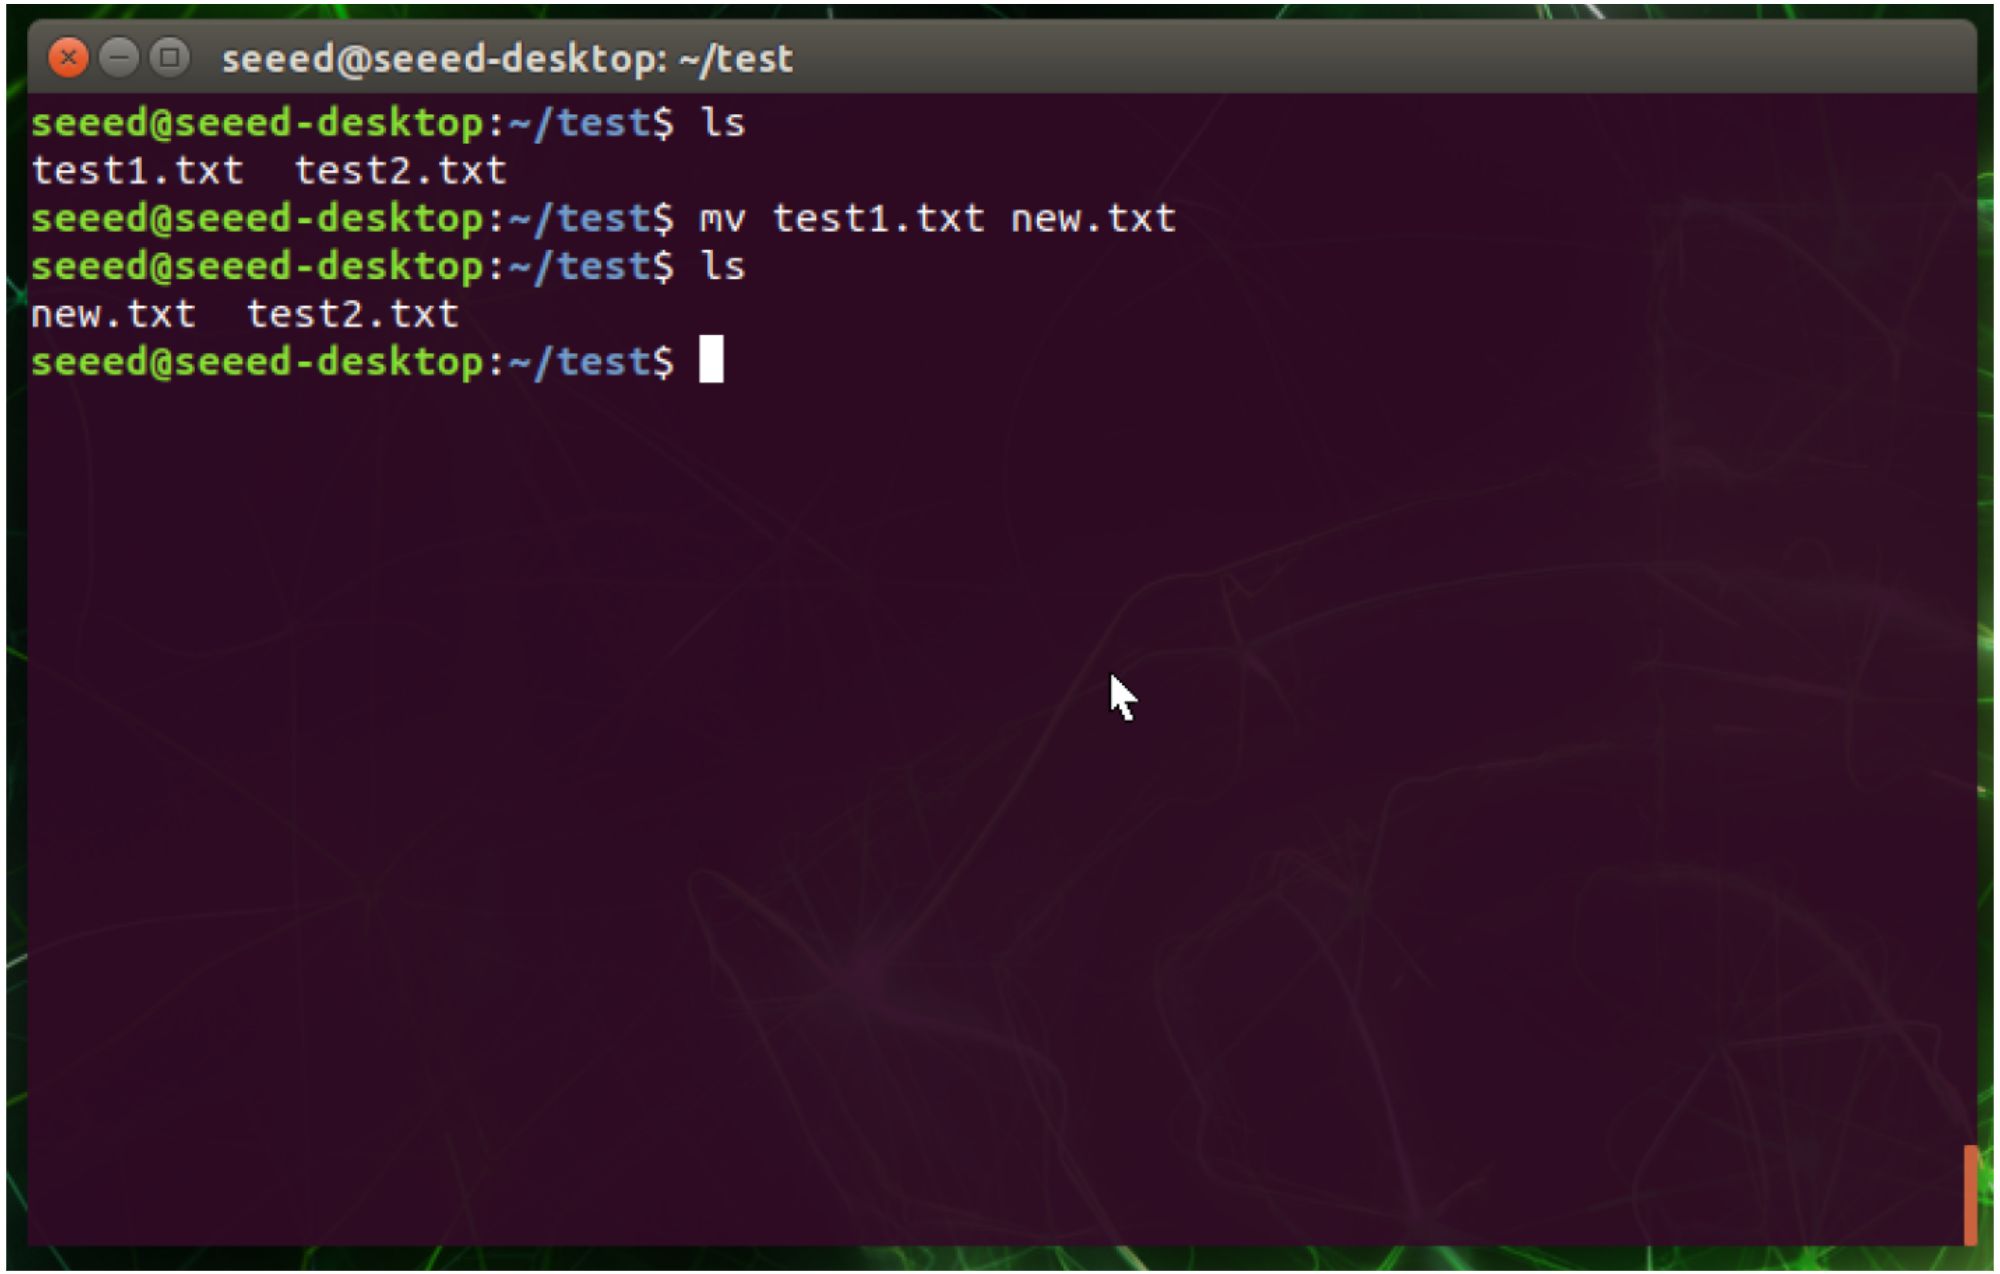 seeed@seeed-desktop: ~/test
seeed@seeed-desktop:~/test$ ls
test1.txt  test2.txt
seeed@seeed-desktop:~/test$ mv test1.txt new.txt
seeed@seeed-desktop:~/test$ ls
new.txt  test2.txt
seeed@seeed-desktop:~/test$